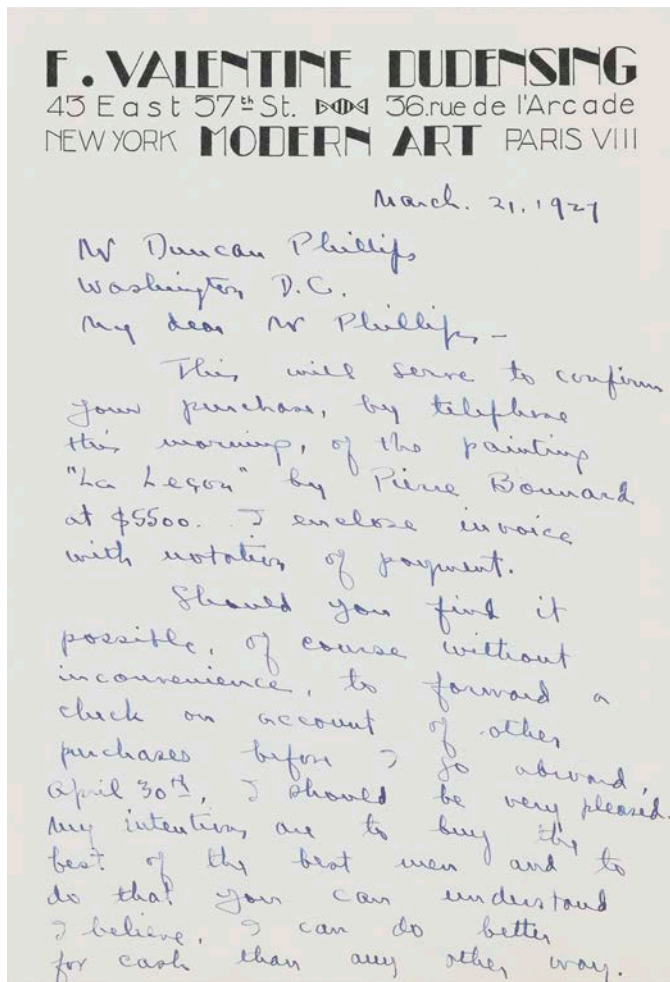 F. VALENTINE DUDENSING
43 East 57th St. 36.rue de l'Arcade
NEW YORK MODERN ART PARIS VIII
March. 21, 1927
Mr Duncan Phillips
Washington D.C.
My dear Mr Phillips –
This will serve to confirm
your purchase, by telephone
this morning, of the painting
"La Leçon" by Pierre Bonnard
at $5500. I enclose invoice
with notation of payment.
Should you find it
possible, of course without
inconvenience, to forward a
check on account of other
purchases before I go abroad,
April 30th, I should be very pleased.
My intentions are to buy the
best of the best men and to
do that you can understand
I believe, I can do better
for cash than any other way.